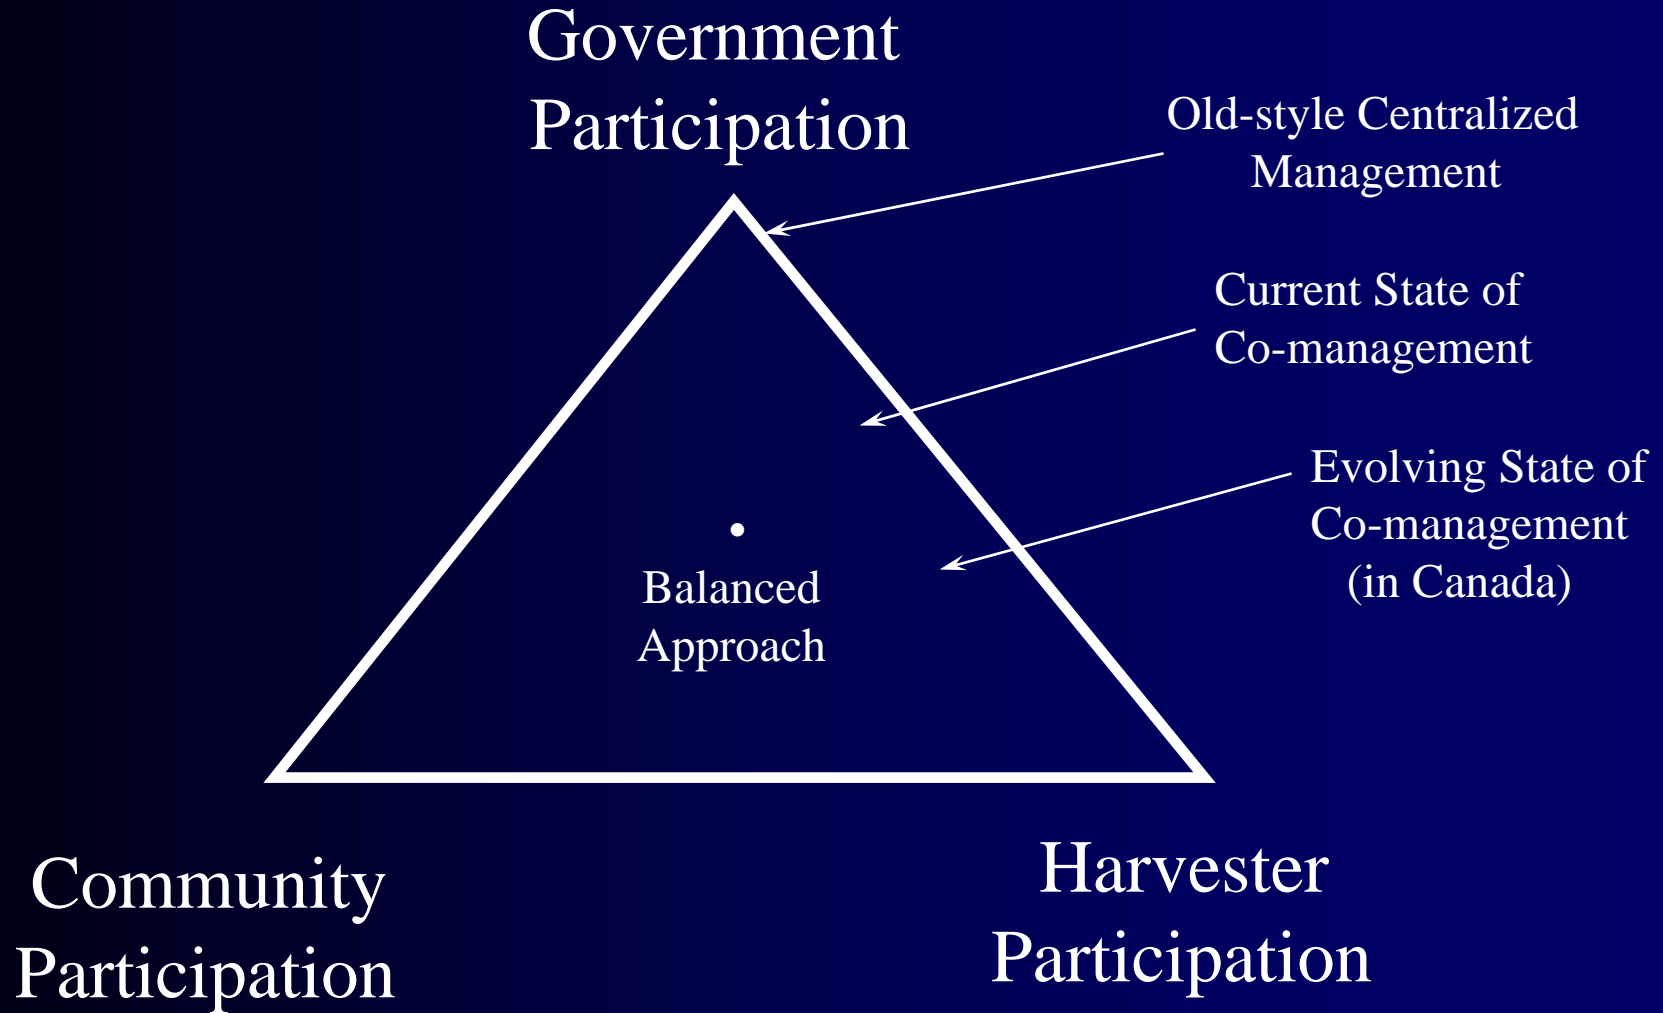 Government
Participation
Old-style Centralized
Management
Current State of
Co-management
Evolving State of
Co-management
(in Canada)
Balanced
Approach
Community
Participation
Harvester
Participation